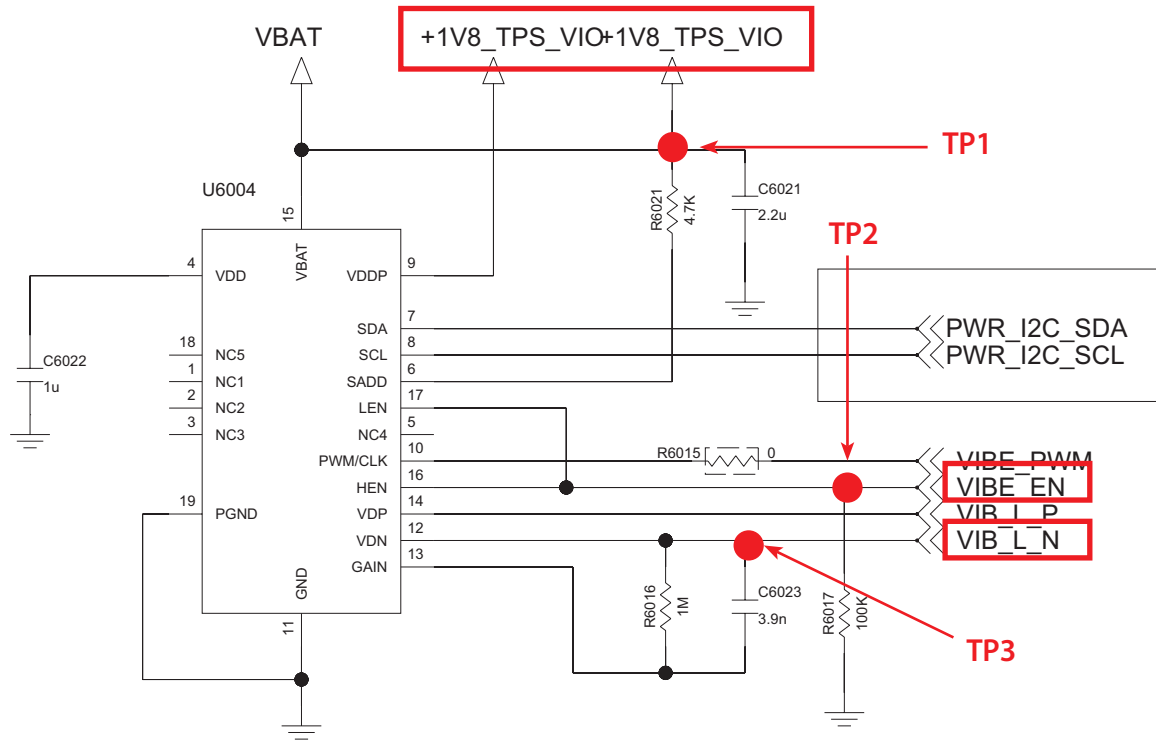 VBAT
+1V8_TPS_VIO+1V8_TPS_VIO
TP1
U6004
15
R6021
4.7K
C6021
2.2u
TP2
4
VDD
VBAT
VDDP
9
SDA
7
PWR_I2C_SDA
18
NC5
SCL
8
PWR_I2C_SCL
C6022
1u
1
NC1
SADD
6
2
NC2
LEN
17
3
NC3
NC4
5
PWM/CLK
10
R6015
0
VIBE_PWM
HEN
16
VIBE_EN
19
PGND
VDP
14
VIB_L_P
VDN
12
VIB_L_N
GAIN
13
GND
11
R6016
1M
C6023
3.9n
R6017
100K
TP3